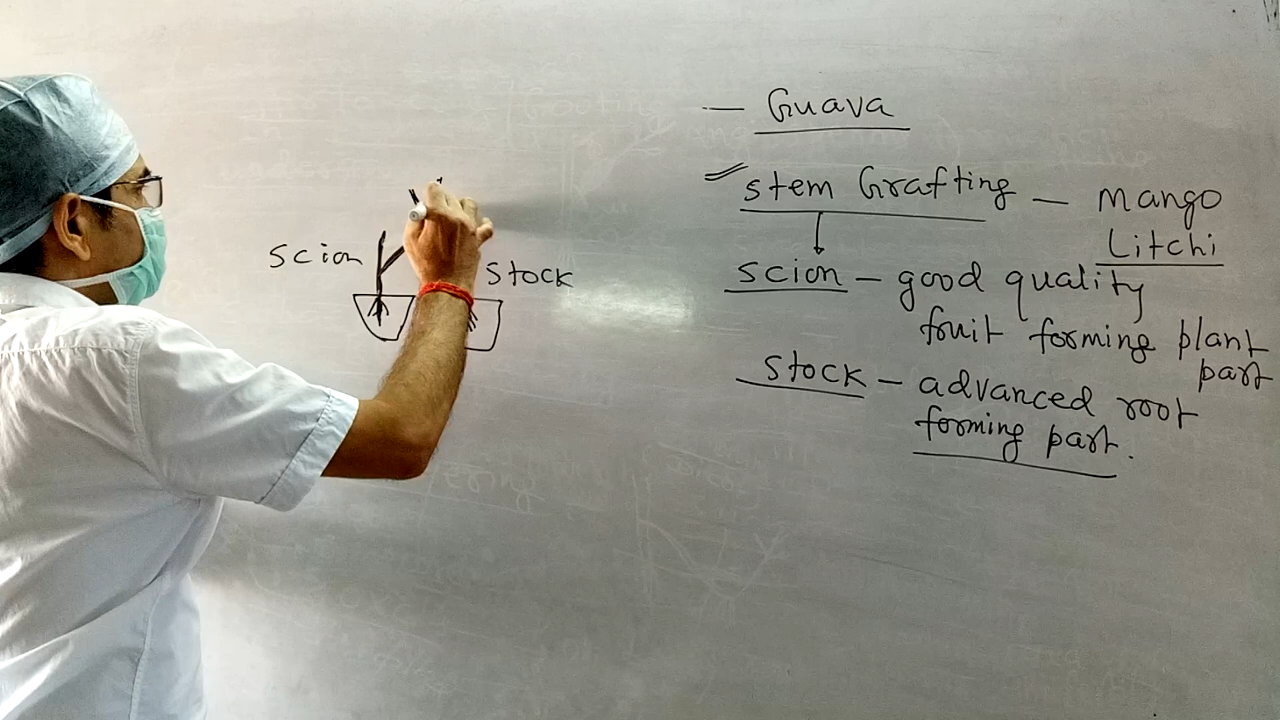 — Guava
stem Grafting — Mango
Litchi
scion — good quality
fruit forming plant
part
stock — advanced root
forming part.
scion
stock